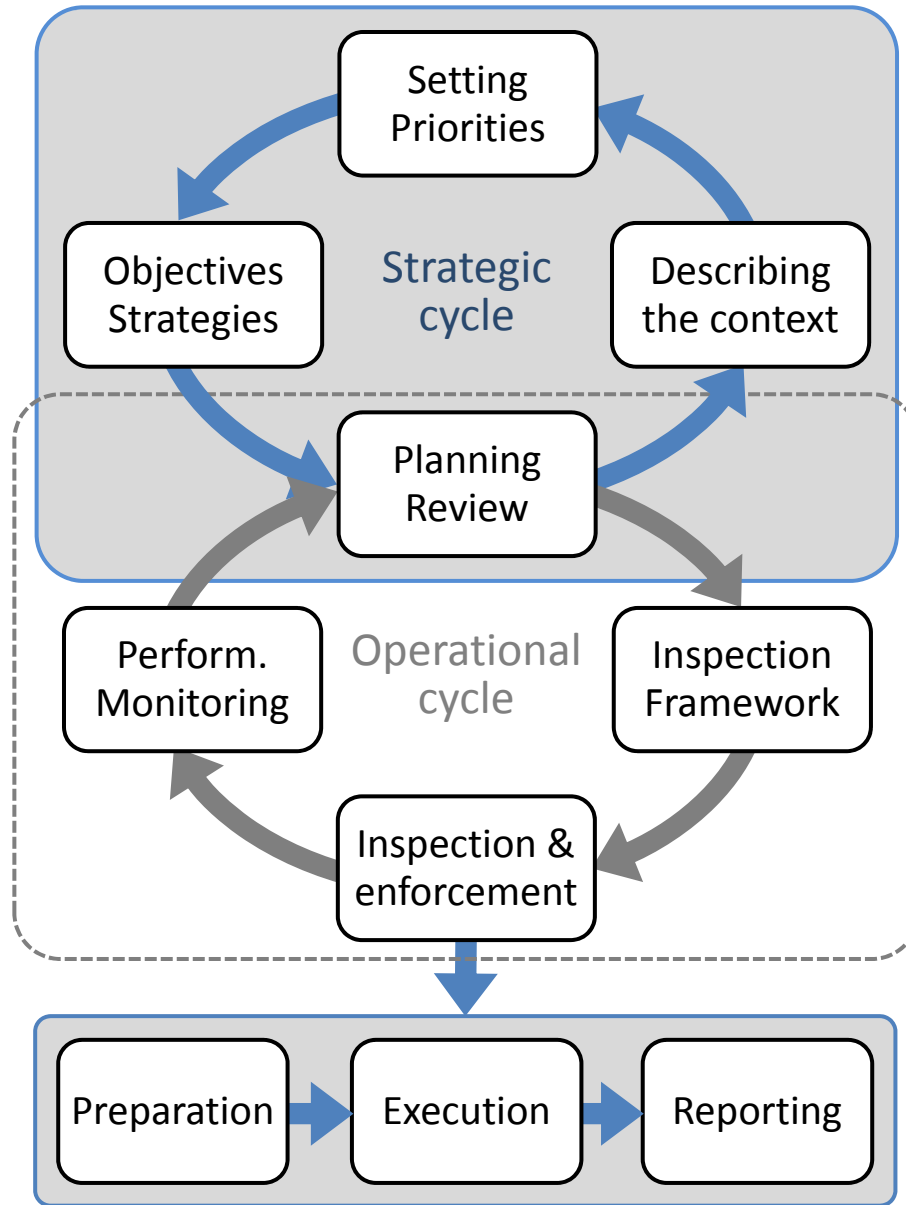 Setting
Priorities
Objectives
Strategies
Strategic
cycle
Describing
the context
Planning
Review
Perform.
Monitoring
Operational
cycle
Inspection
Framework
Inspection &
enforcement
Preparation
Execution
Reporting